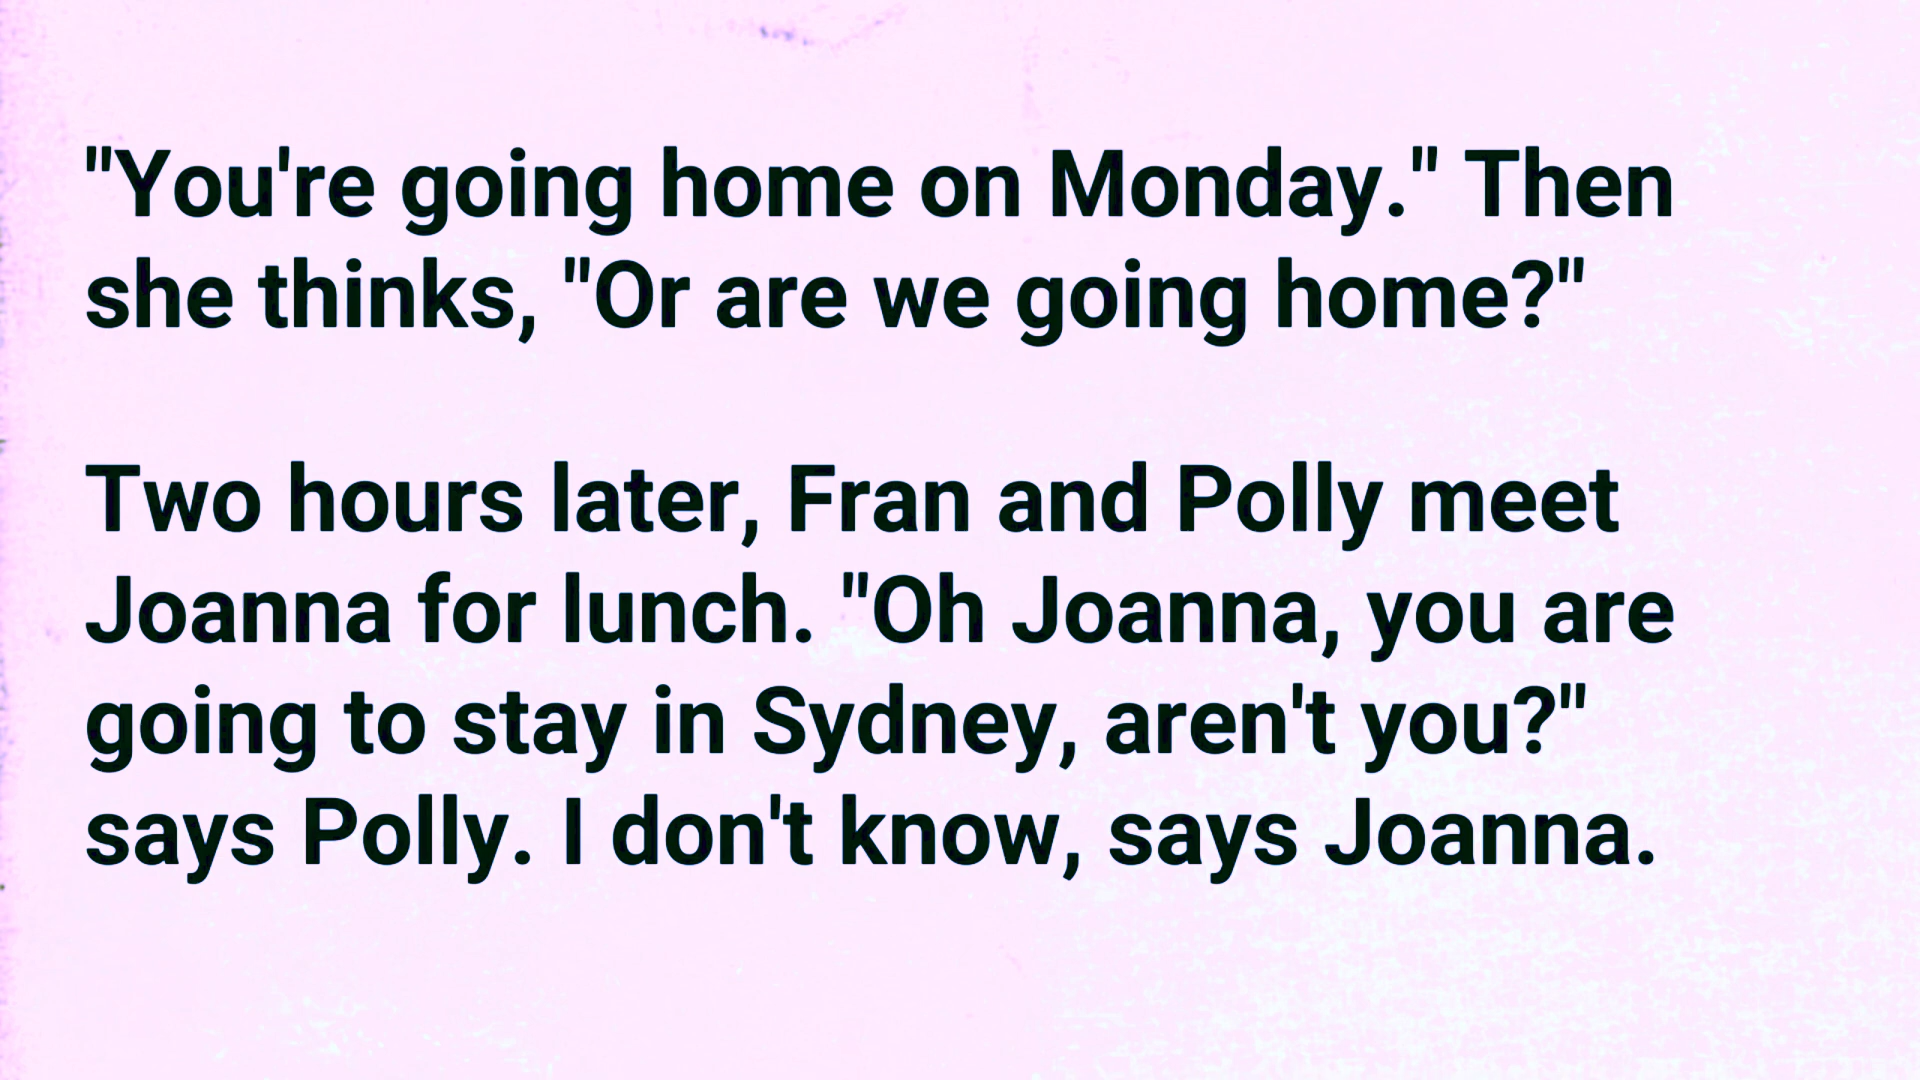 "You're going home on Monday." Then
she thinks, "Or are we going home?"
Two hours later, Fran and Polly meet
Joanna for lunch. "Oh Joanna, you are
going to stay in Sydney, aren't you?"
says Polly. I don't know, says Joanna.